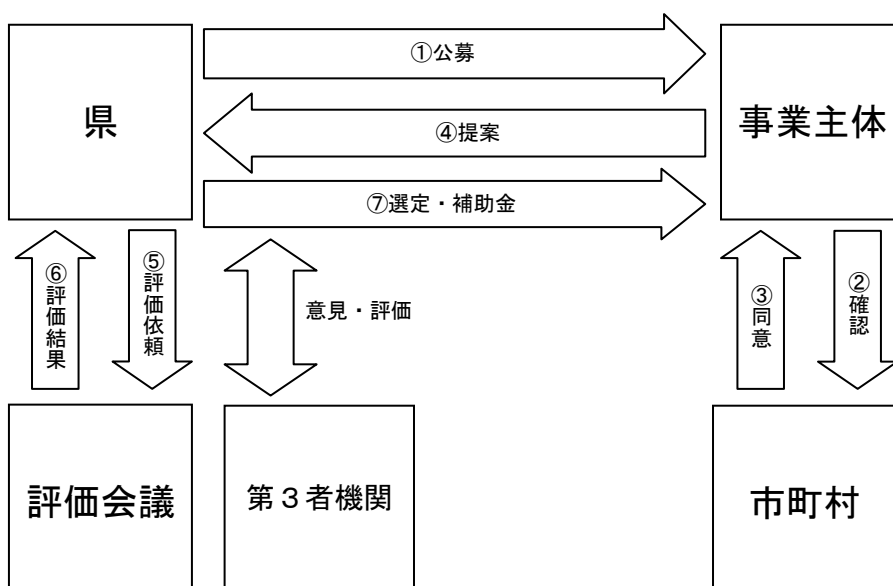 県
①公募
事業主体
④提案
⑦選定・補助金
⑥評価結果
⑤評価依頼
意見・評価
③同意
②確認
評価会議
第３者機関
市町村